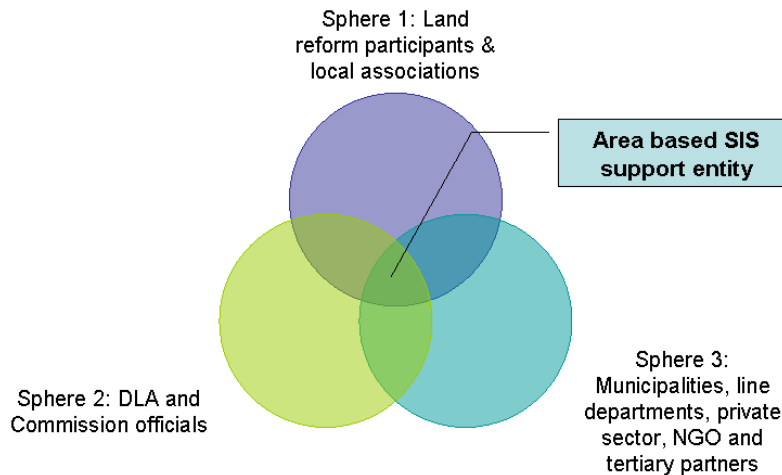 Sphere 1: Land
reform participants &
local associations
Area based SIS
support entity
Sphere 2: DLA and
Commission officials
Sphere 3:
Municipalities, line
departments, private
sector, NGO and
tertiary partners